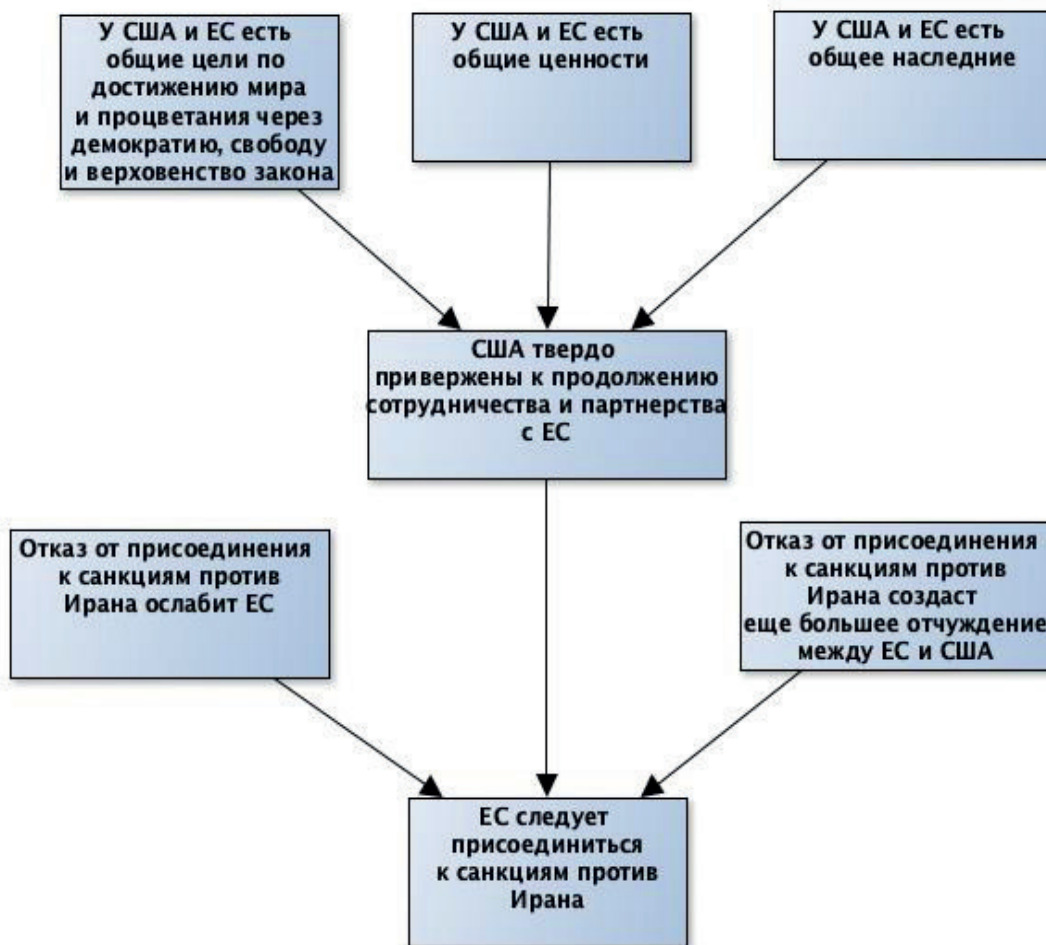 У США и ЕС есть
общие цели по
достижению мира
и процветания через
демократию, свободу
и верховенство закона
У США и ЕС есть
общие ценности
У США и ЕС есть
общее наследние
США твердо
привержены к продолжению
сотрудничества и партнерства
с ЕС
Отказ от присоединения
к санкциям против
Ирана ослабит ЕС
Отказ от присоединения
к санкциям против
Ирана создаст
еще большее отчуждение
между ЕС и США
ЕС следует
присоединиться
к санкциям против
Ирана